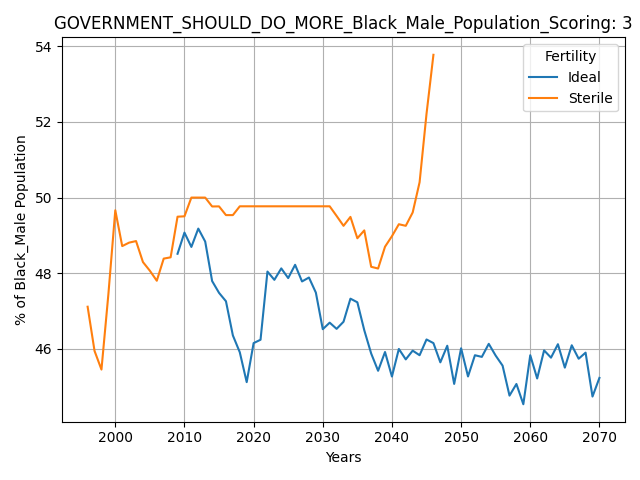 GOVERNMENT_SHOULD_DO_MORE_Black_Male_Population_Scoring: 3
Fertility
Ideal
Sterile
% of Black_Male Population
54
52
50
48
46
2000
2010
2020
2030
2040
2050
2060
2070
Years